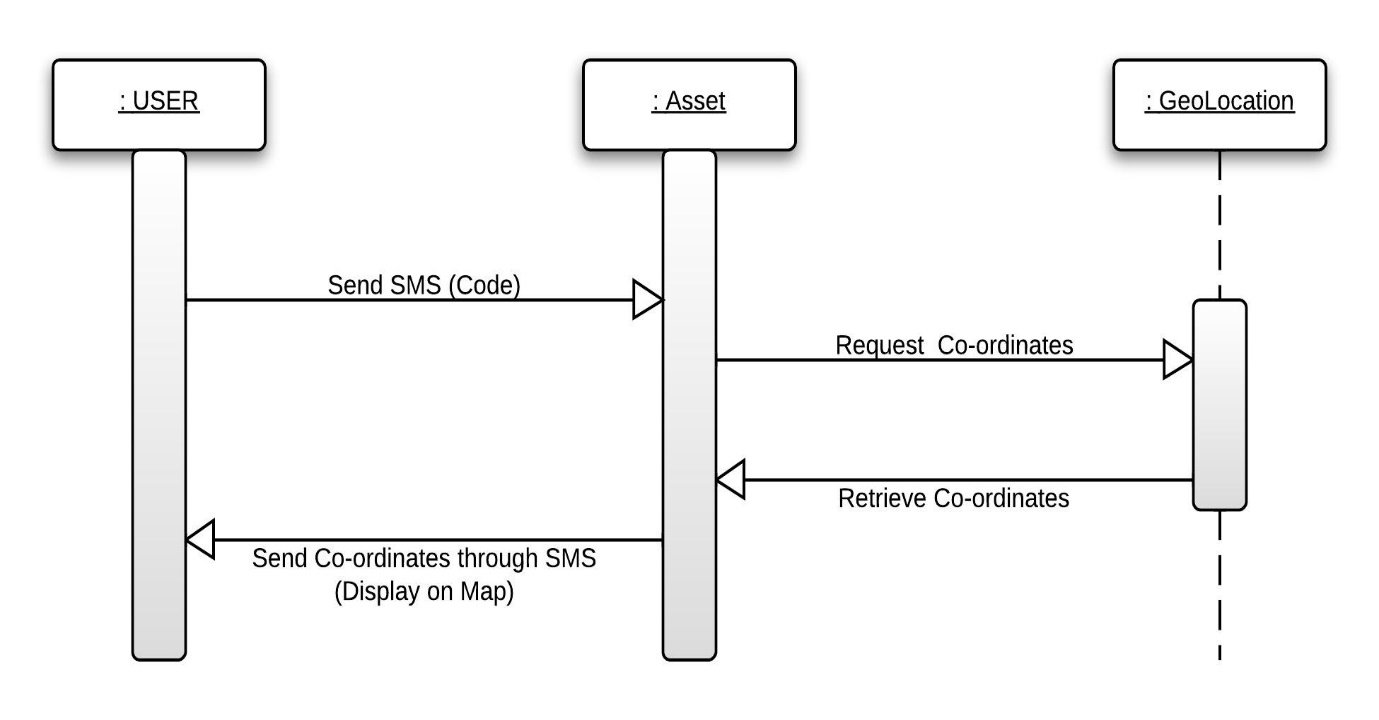 : USER
: Asset
: GeoLocation
Send SMS (Code)
Request  Co-ordinates
Retrieve Co-ordinates
Send Co-ordinates through SMS
(Display on Map)